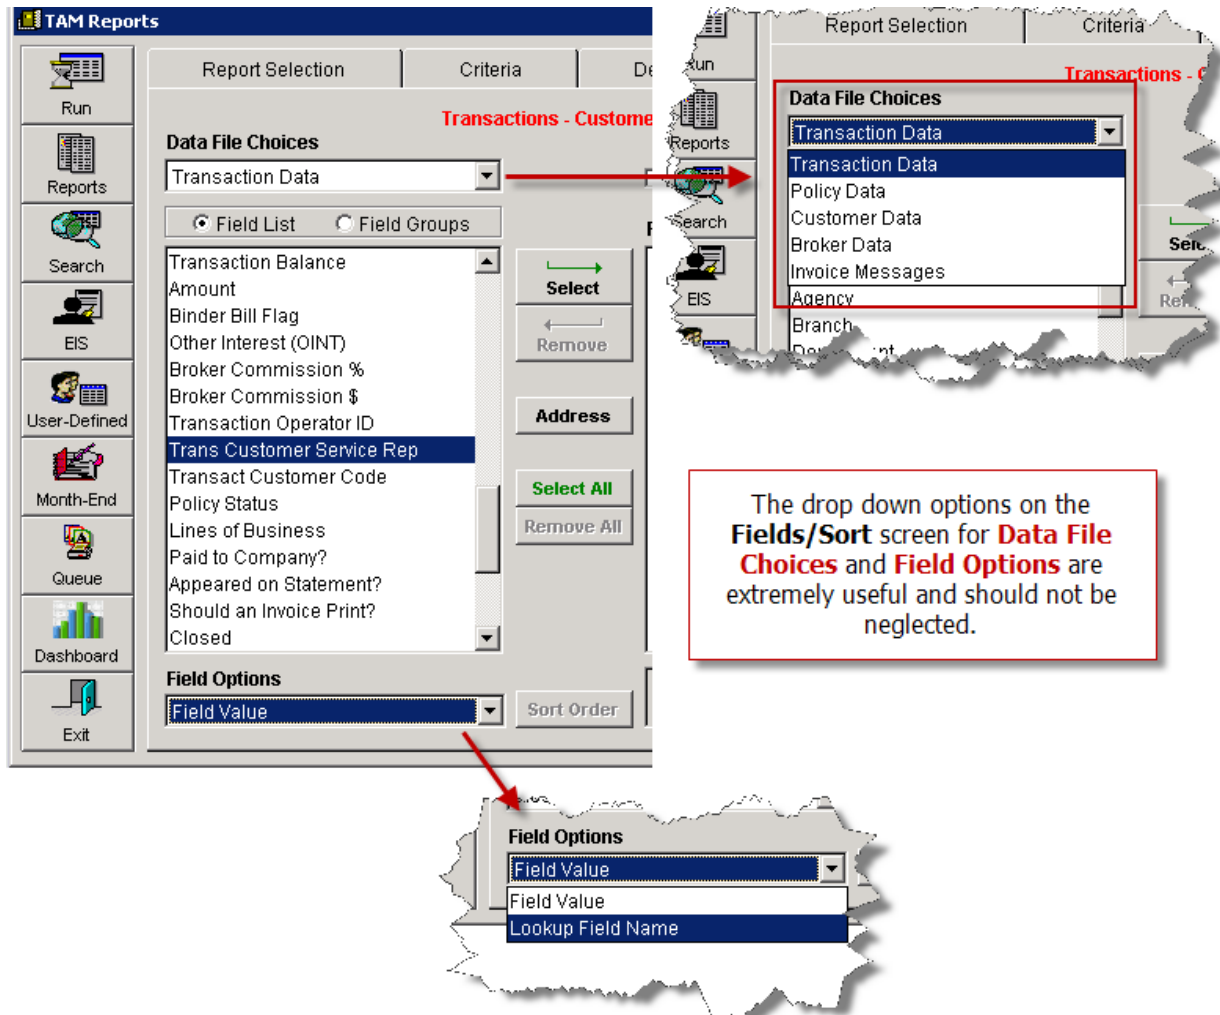 TAM Reports
Run
Reports
Search
EIS
User-Defined
Month-End
Queue
Dashboard
Exit
Report Selection
Criteria
Transactions -
Data File Choices
Transaction Data
Field List
Field Groups
Transaction Balance
Amount
Binder Bill Flag
Other Interest (OINT)
Broker Commission %
Broker Commission $
Transaction Operator ID
Trans Customer Service Rep
Transact Customer Code
Policy Status
Lines of Business
Paid to Company?
Appeared on Statement?
Should an Invoice Print?
Closed
Field Options
Field Value
Select
Remove
Address
Select All
Remove All
Sort Order
Report Selection
Criteria
Transactions -
Reports
Search
EIS
Data File Choices
Transaction Data
Transaction Data
Policy Data
Customer Data
Broker Data
Invoice Messages
Agency
Branch
The drop down options on the
Fields/Sort screen for Data File
Choices and Field Options are
extremely useful and should not be
neglected.
Field Options
Field Value
Field Value
Lookup Field Name